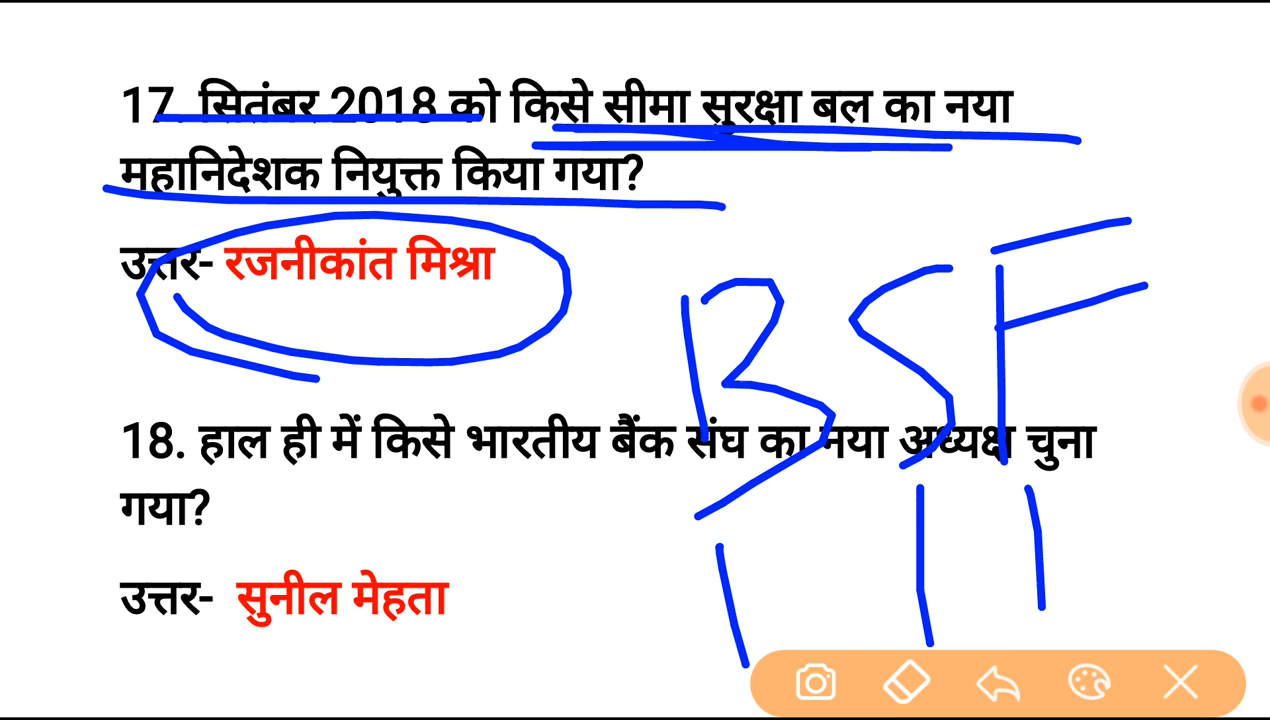 17. सितंबर 2018 को किसे सीमा सुरक्षा बल का नया
महानिदेशक नियुक्त किया गया?
उत्तर- रजनीकांत मिश्रा
BSF
18. हाल ही में किसे भारतीय बैंक संघ का नया अध्यक्ष चुना
गया?
उत्तर- सुनील मेहता